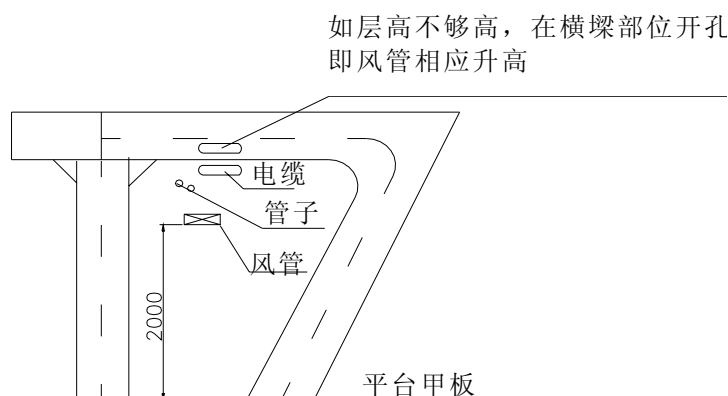 如层高不够高，在横墚部位开孔
即风管相应升高
电缆
管子
风管
2000
平台甲板